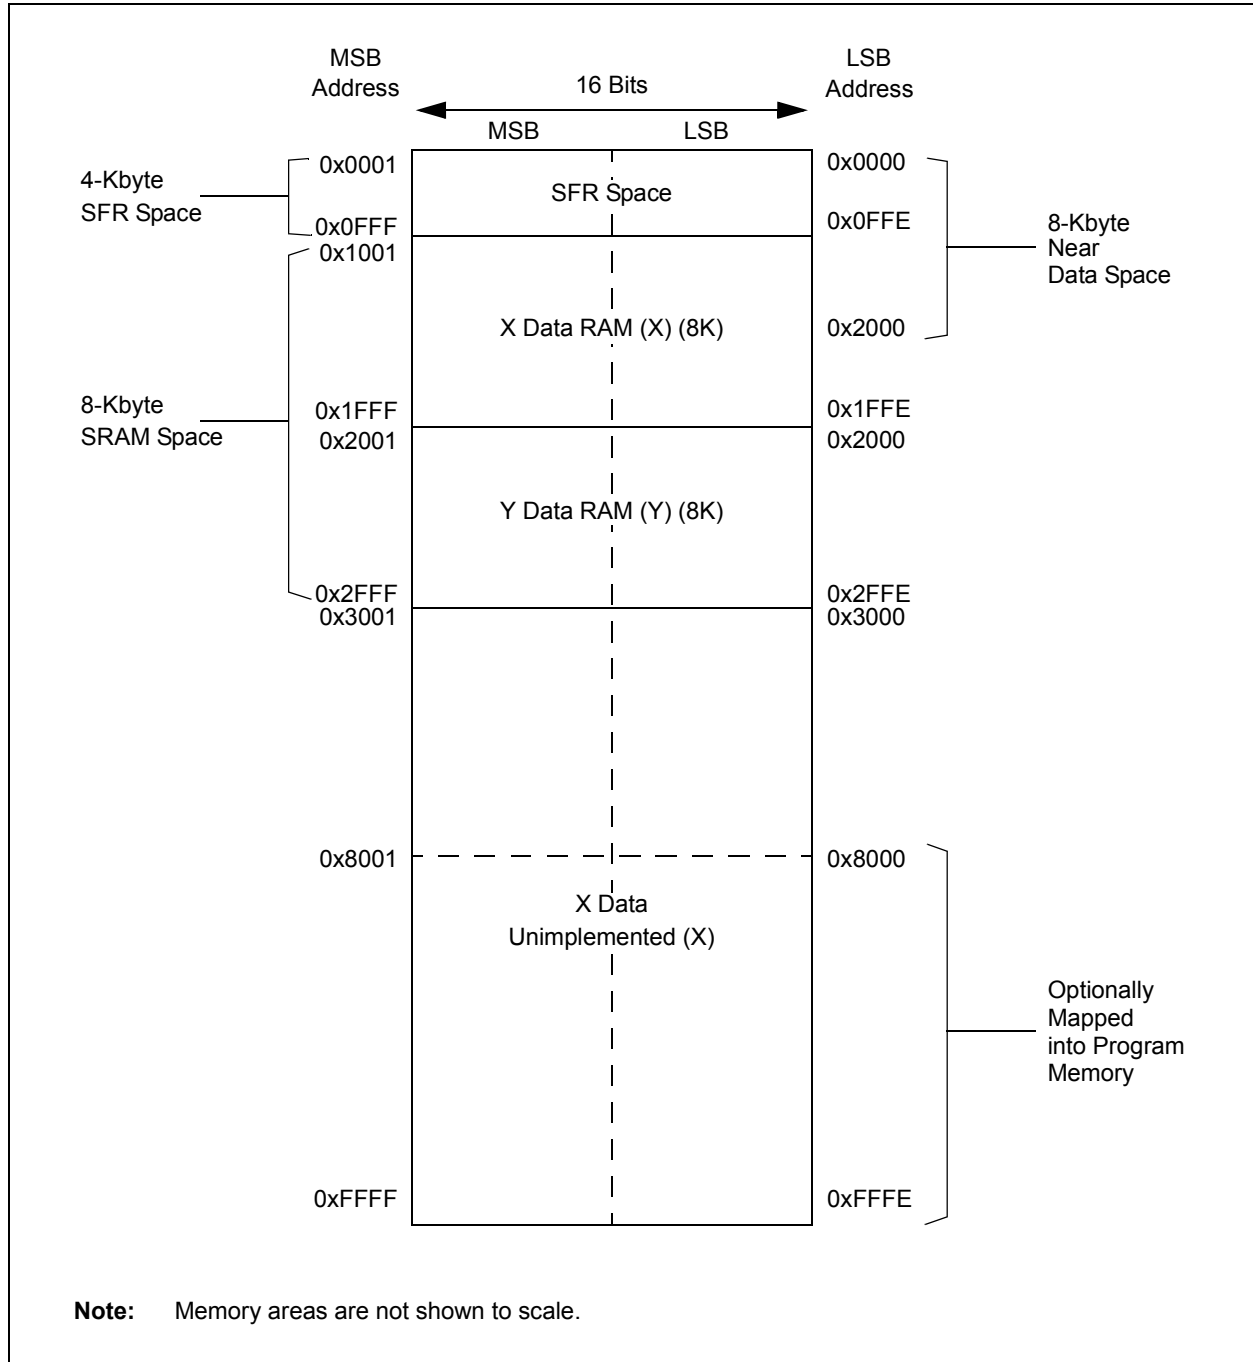 MSB
Address
LSB
Address
16 Bits
MSB
LSB
0x0001
0x0000
4-Kbyte
SFR Space
SFR Space
0x0FFF
0x0FFE
0x1001
8-Kbyte
Near
Data Space
X Data RAM (X) (8K)
0x2000
8-Kbyte
SRAM Space
0x1FFF
0x1FFE
0x2001
0x2000
Y Data RAM (Y) (8K)
0x2FFF
0x2FFE
0x3001
0x3000
0x8001
0x8000
X Data
Unimplemented (X)
Optionally
Mapped
into Program
Memory
0xFFFF
0xFFFE
Note: Memory areas are not shown to scale.